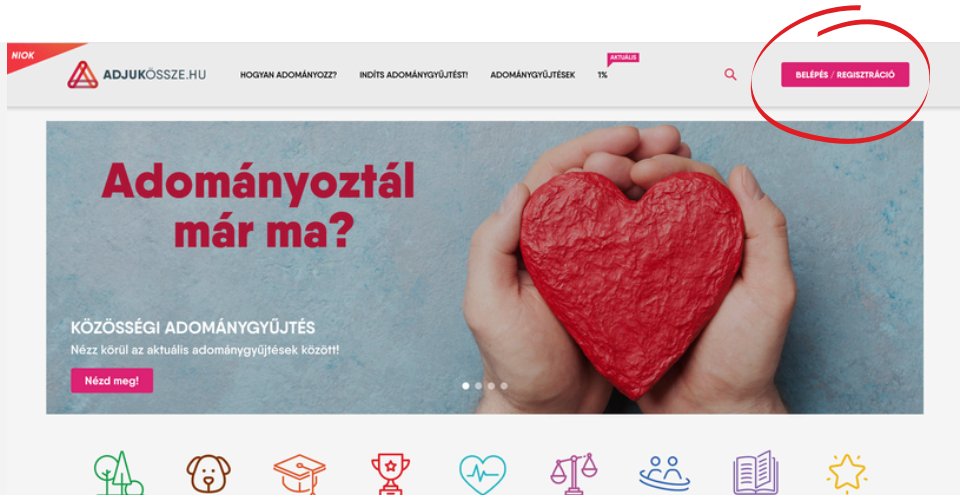 NIOK
ADJUKÖSSZE.HU
HOGYAN ADOMÁNYOZZ?
INDÍTS ADOMÁNYGYŰJTÉST!
ADOMÁNYGYŰJTÉSEK
1%
AKTUÁLIS
BELÉPÉS / REGISZTRÁCIÓ
Adományoztál
már ma?
KÖZÖSSÉGI ADOMÁNYGYŰJTÉS
Nézz körül az aktuális adománygyűjtések között!
Nézd meg!